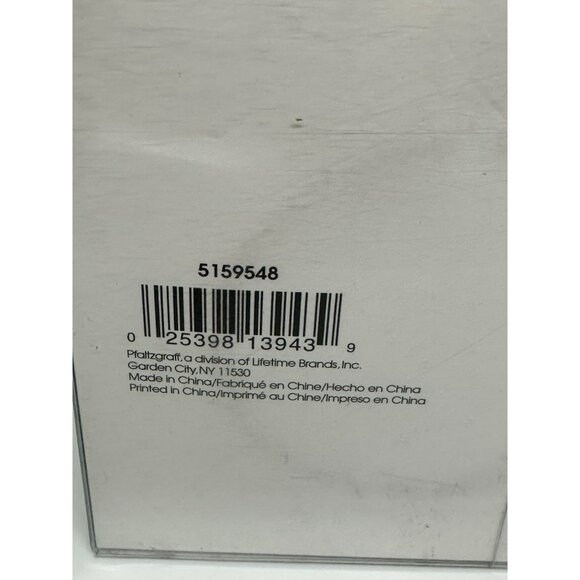 5159548
0 25398 13943 9
Pfaltzgraff, a division of Lifetime Brands, Inc.
Garden City, NY 11530
Made in China/Fabriqué en Chine/Hecho en China
Printed in China/Imprimé au Chine/Impreso en China